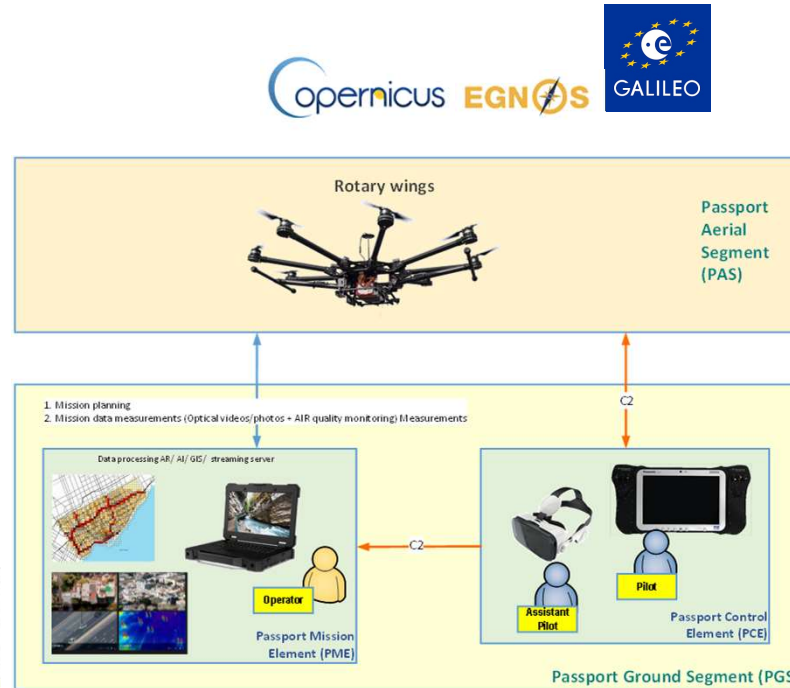 Copernicus EGNOS
GALILEO
Rotary wings
Passport
Aerial
Segment
(PAS)
1. Mission planning
2. Mission data measurements (Optical videos/photos + AIR quality monitoring) Measurements
C2
Data processing AR/ AI/ GIS/ streaming server
C2
Operator
Pilot
Assistant
Pilot
Passport Mission
Element (PME)
Passport Control
Element (PCE)
Passport Ground Segment (PGS